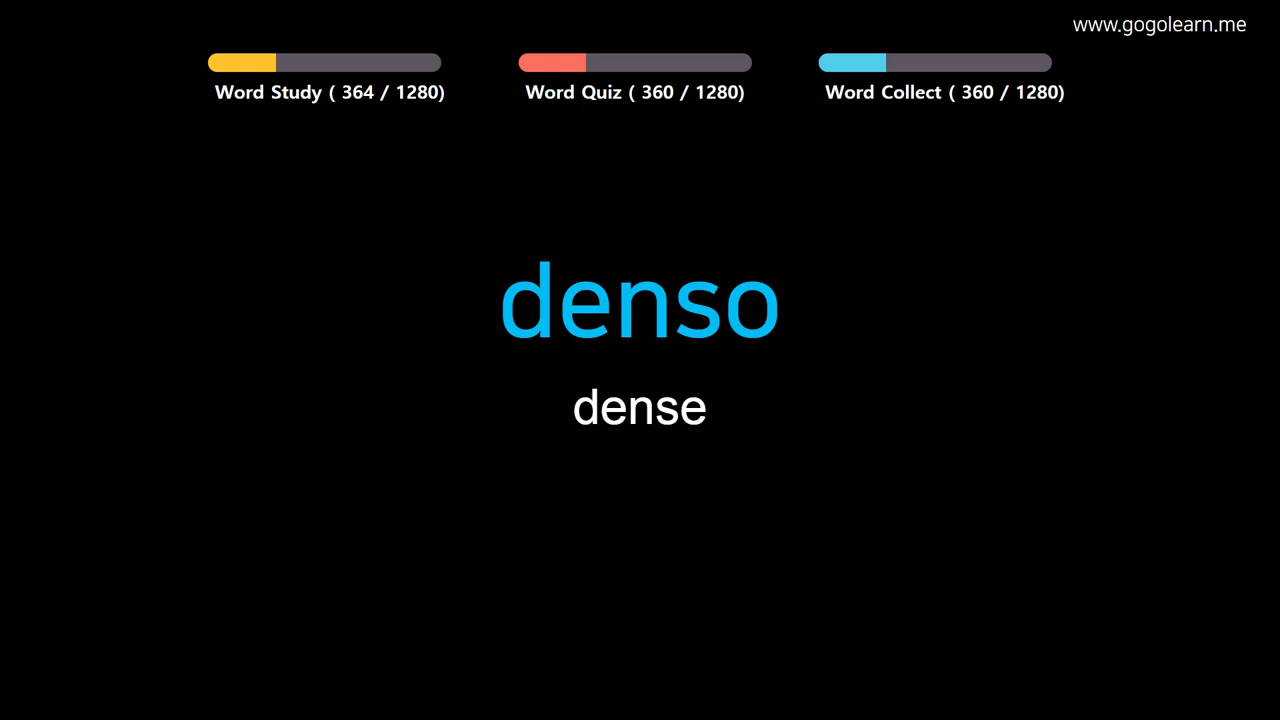 www.gogolearn.me
Word Study ( 364 / 1280)
Word Quiz ( 360 / 1280)
Word Collect ( 360 / 1280)
denso
dense